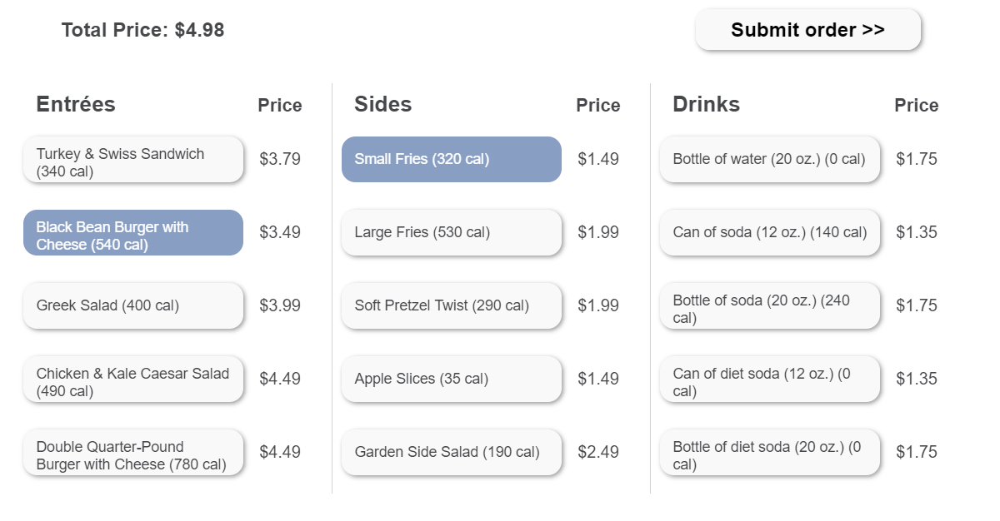 Total Price: $4.98
Submit order >>
Entrées Price
Turkey & Swiss Sandwich
(340 cal)
$3.79
Black Bean Burger with
Cheese (540 cal)
$3.49
Greek Salad (400 cal)
$3.99
Chicken & Kale Caesar Salad
(490 cal)
$4.49
Double Quarter-Pound
Burger with Cheese (780 cal)
$4.49
Sides Price
Small Fries (320 cal)
$1.49
Large Fries (530 cal)
$1.99
Soft Pretzel Twist (290 cal)
$1.99
Apple Slices (35 cal)
$1.49
Garden Side Salad (190 cal)
$2.49
Drinks Price
Bottle of water (20 oz.) (0 cal)
$1.75
Can of soda (12 oz.) (140 cal)
$1.35
Bottle of soda (20 oz.) (240
cal)
$1.75
Can of diet soda (12 oz.) (0
cal)
$1.35
Bottle of diet soda (20 oz.) (0
cal)
$1.75